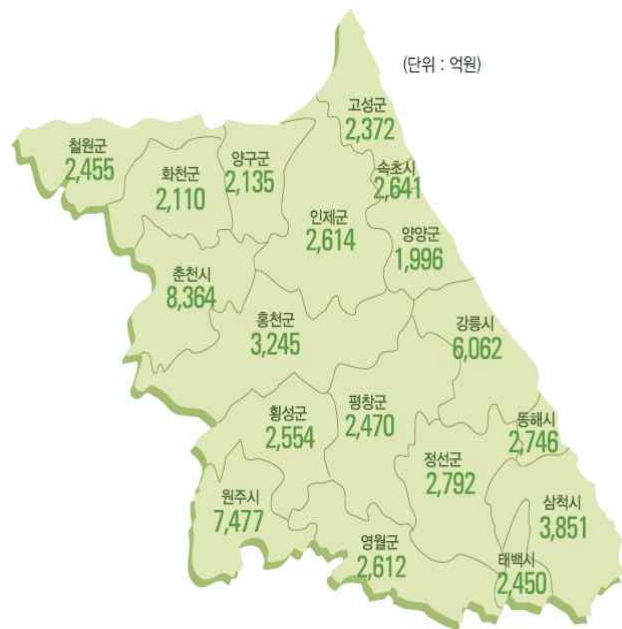 (단위 : 억원)
고성군
2,372
철원군
2,455
화천군
2,110
양구군
2,135
속초시
2,641
인제군
2,614
양양군
1,996
춘천시
8,364
홍천군
3,245
강릉시
6,062
횡성군
2,554
평창군
2,470
동해시
2,746
정선군
2,792
원주시
7,477
삼척시
3,851
영월군
2,612
태백시
2,450